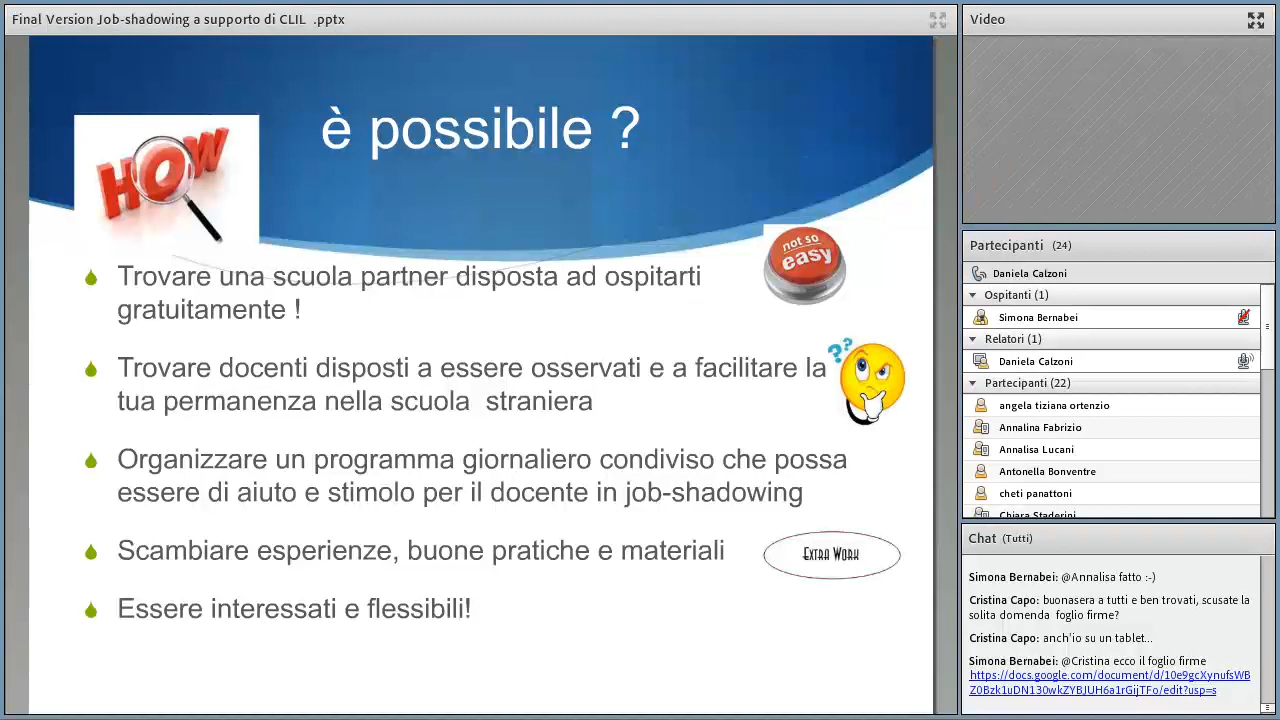 Final Version Job-shadowing a supporto di CLIL .pptx
HOW
è possibile ?
not so
easy
Trovare una scuola partner disposta ad ospitarti
gratuitamente !
??
Trovare docenti disposti a essere osservati e a facilitare la
tua permanenza nella scuola straniera
Organizzare un programma giornaliero condiviso che possa
essere di aiuto e stimolo per il docente in job-shadowing
Scambiare esperienze, buone pratiche e materiali
EXTRA WORK
Essere interessati e flessibili!
Video
Partecipanti (24)
Daniela Calzoni
Ospitanti (1)
Simona Bernabei
Relatori (1)
Daniela Calzoni
Partecipanti (22)
angela tiziana ortenzio
Annalina Fabrizio
Annalisa Lucani
Antonella Bonventre
cheti panattoni
Chiara Staderini
Chat (Tutti)
Simona Bernabei: @Annalisa fatto :-)
Cristina Capo: buonasera a tutti e ben trovati, scusate la
solita domenda foglio firme?
Cristina Capo: anch'io su un tablet...
Simona Bernabei: @Cristina ecco il foglio firme
https://docs.google.com/document/d/10e9gcXynufsWB
Z0Bzk1uDN130wkZYBJUH6a1rGijTFo/edit?usp=s